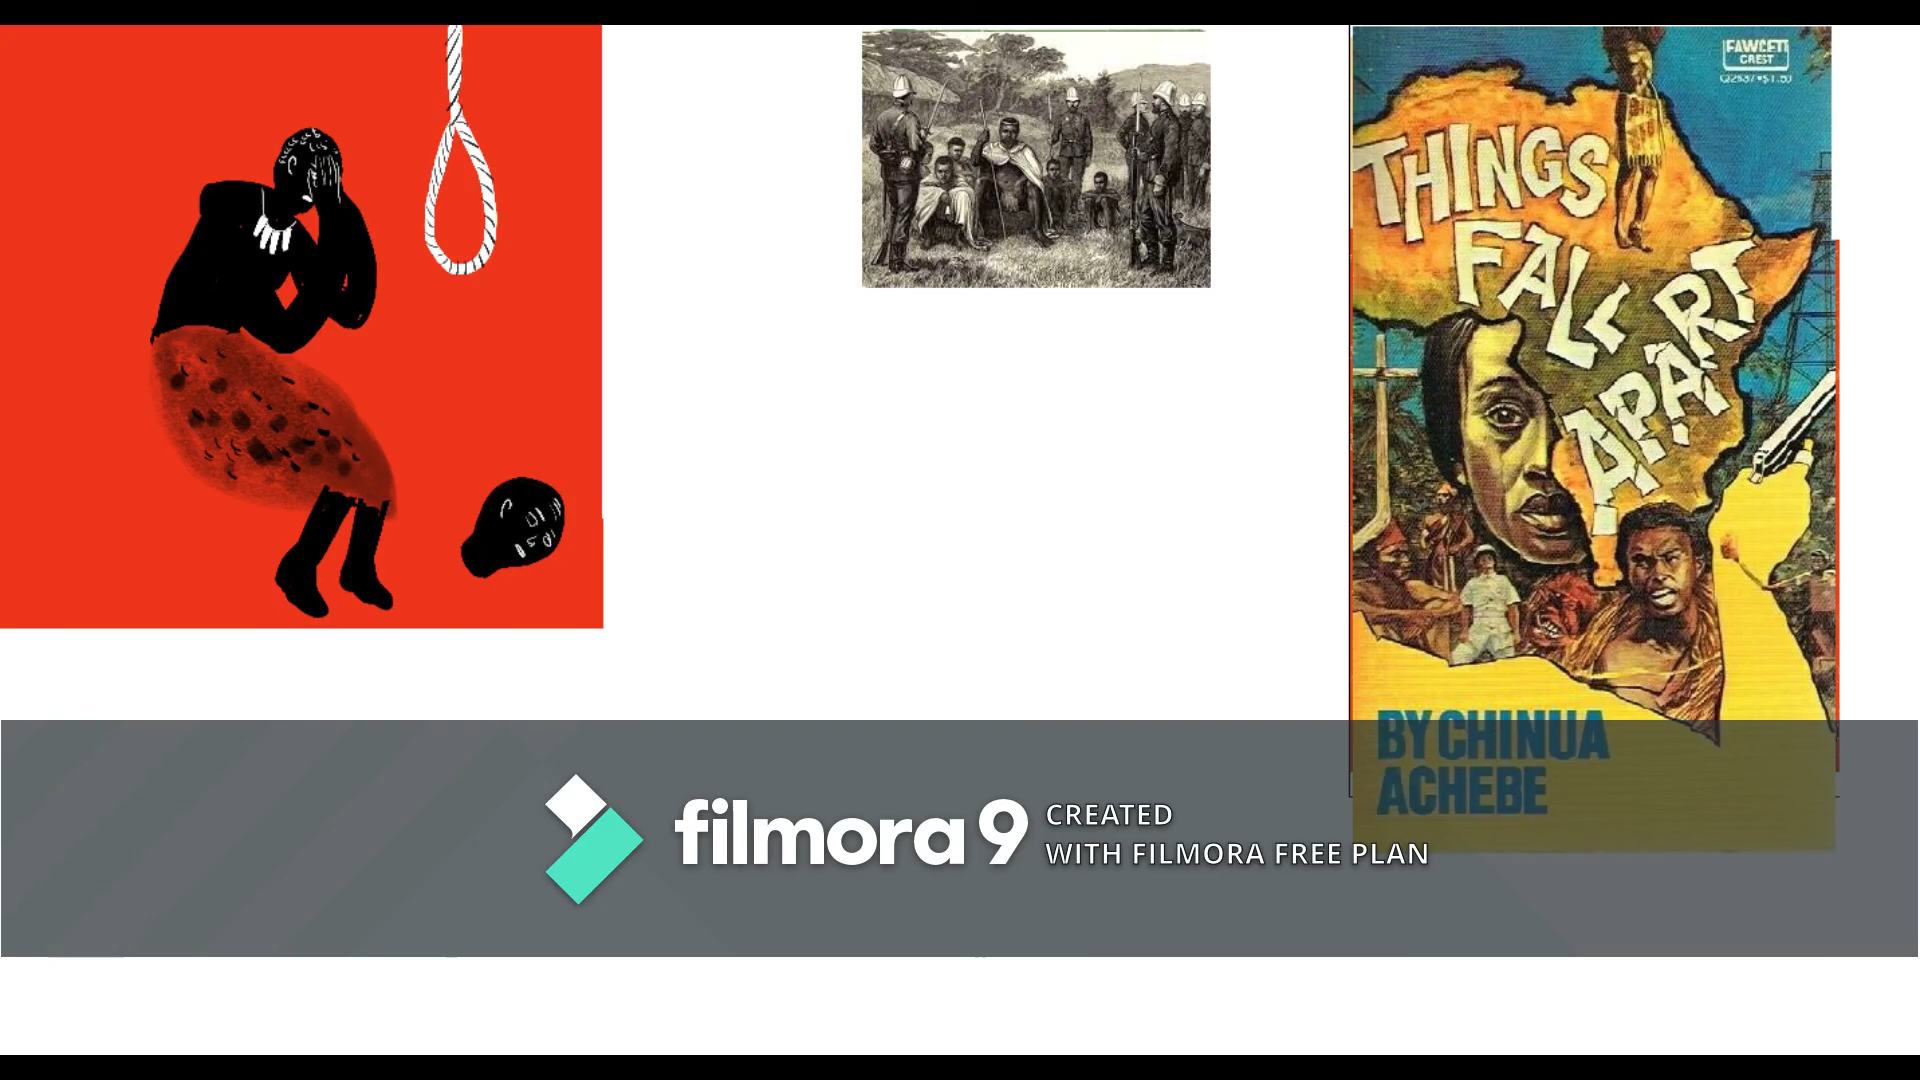 FAWCETT
CREST
THINGS
FALL
APART
BY CHINUA
ACHEBE
filmora 9
CREATED
WITH FILMORA FREE PLAN